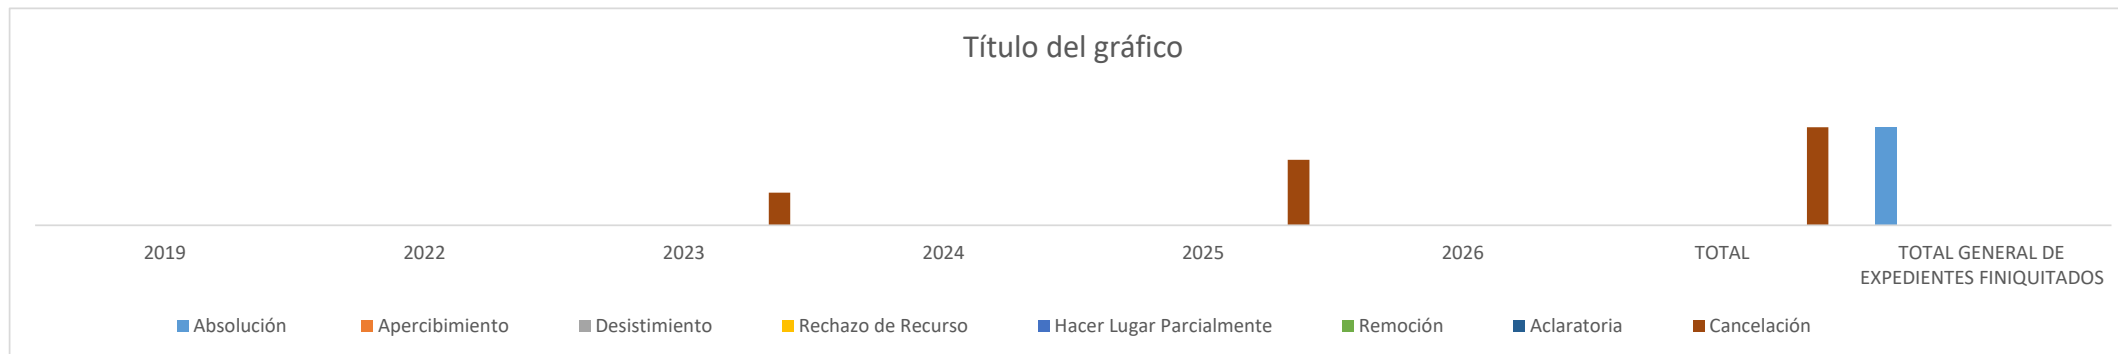 Título del gráfico
2019 2022 2023 2024 2025 2026 TOTAL TOTAL GENERAL DE
EXPEDIENTES FINIQUITADOS
Absolución Apercibimiento Desistimiento Rechazo de Recurso Hacer Lugar Parcialmente Remoción Aclaratoria Cancelación